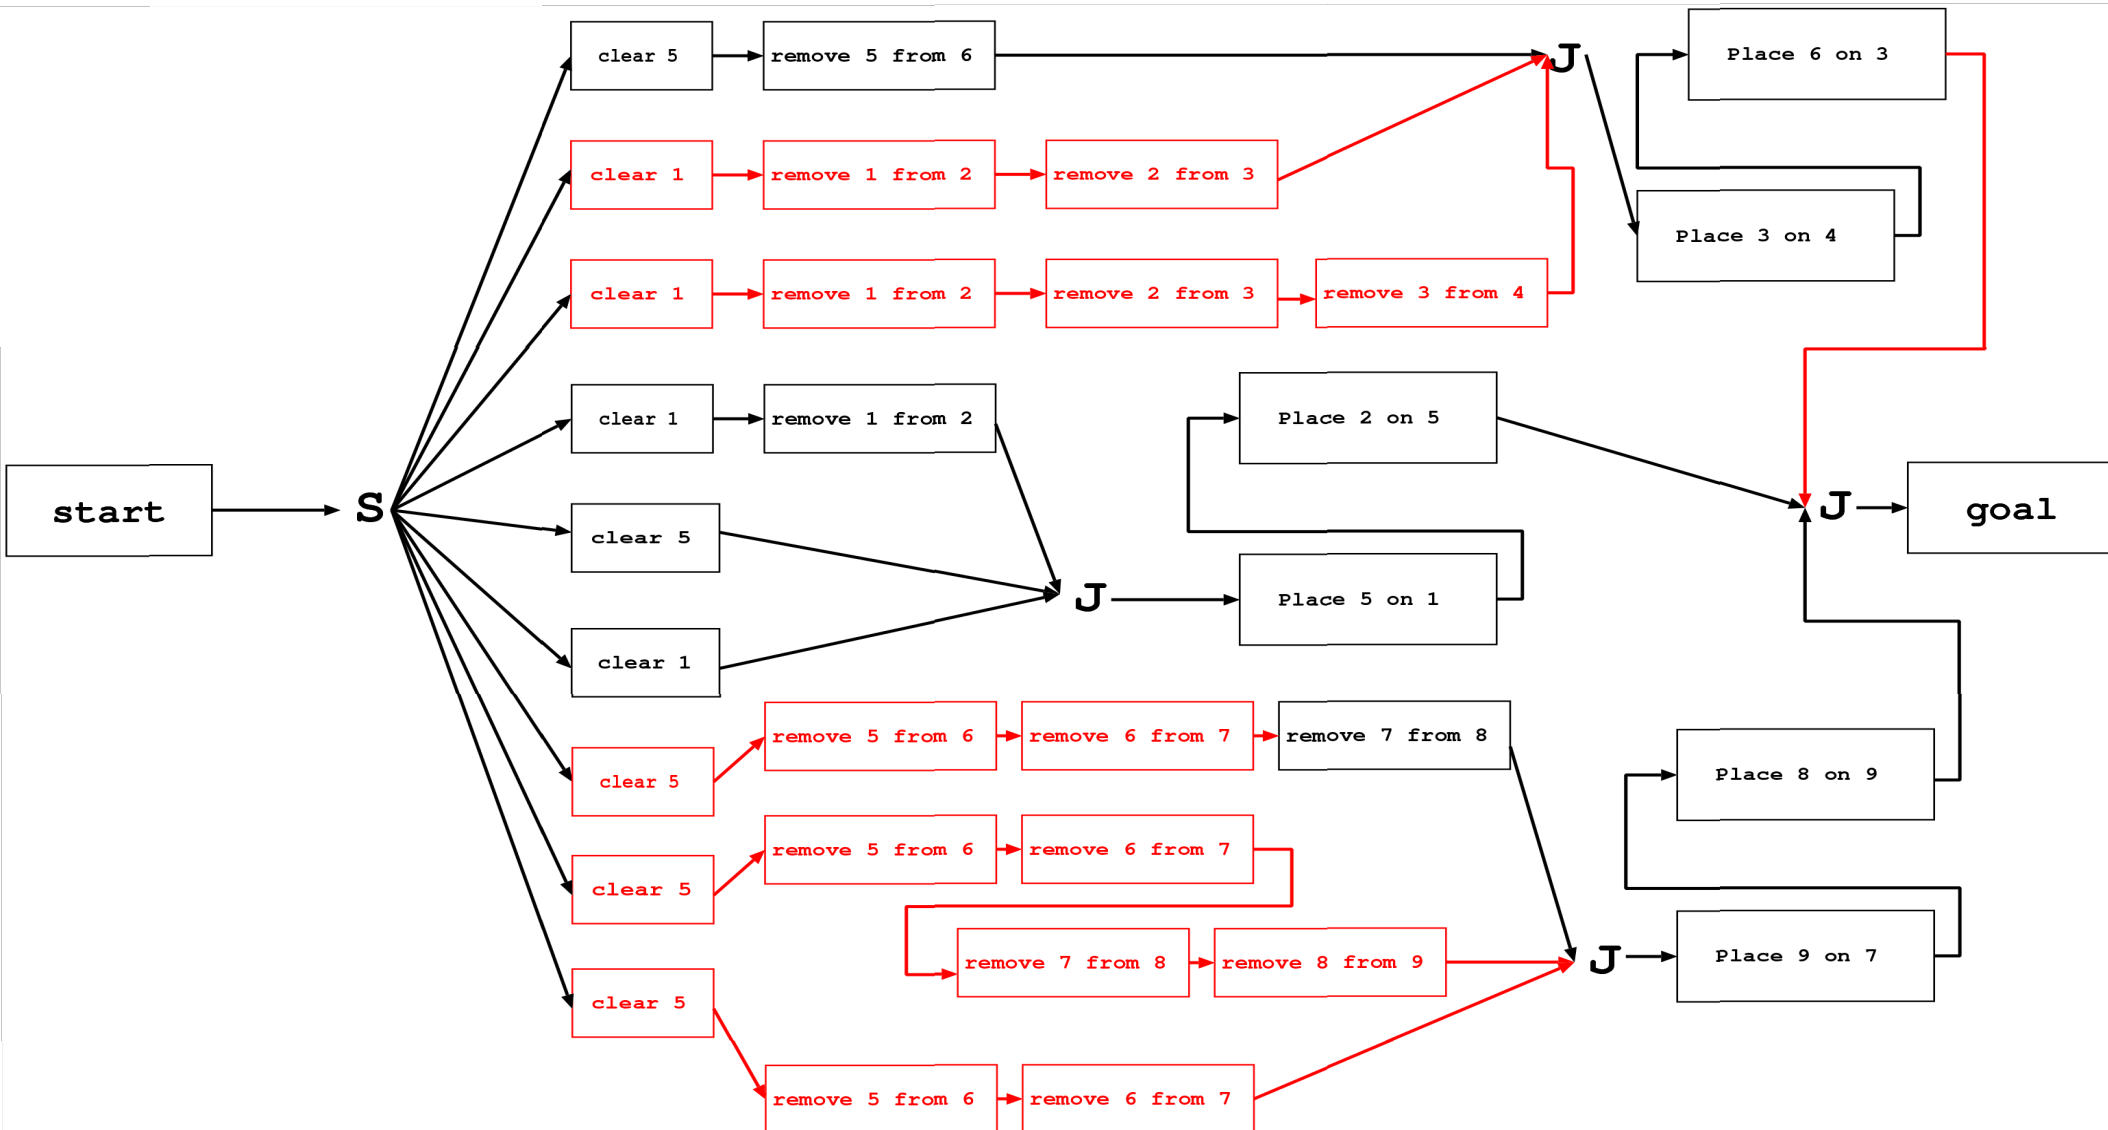 clear 5
remove 5 from 6
J
Place 6 on 3
clear 1
remove 1 from 2
remove 2 from 3
Place 3 on 4
clear 1
remove 1 from 2
remove 2 from 3
remove 3 from 4
clear 1
remove 1 from 2
Place 2 on 5
start
S
J
goal
clear 5
J
Place 5 on 1
clear 1
remove 5 from 6
remove 6 from 7
remove 7 from 8
clear 5
Place 8 on 9
remove 5 from 6
remove 6 from 7
clear 5
remove 7 from 8
remove 8 from 9
J
Place 9 on 7
clear 5
remove 5 from 6
remove 6 from 7